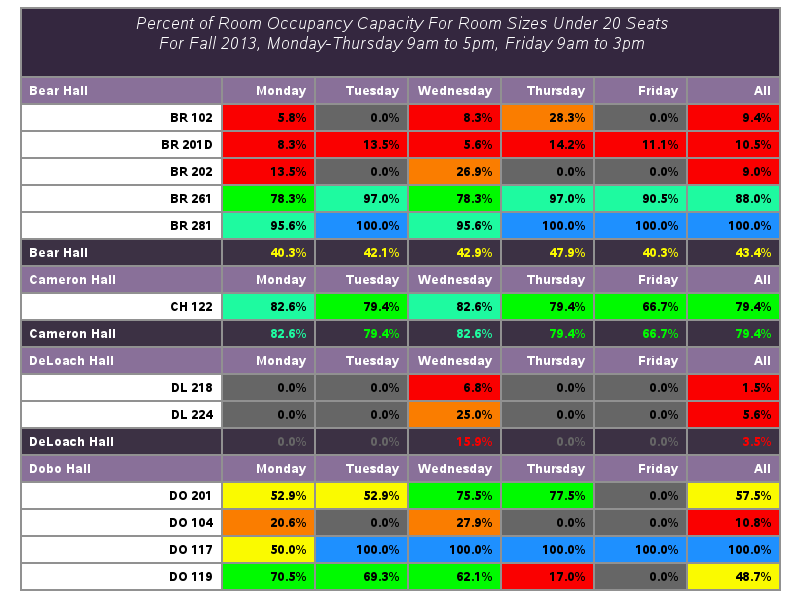 Percent of Room Occupancy Capacity For Room Sizes Under 20 Seats
For Fall 2013, Monday-Thursday 9am to 5pm, Friday 9am to 3pm
Bear Hall Monday Tuesday Wednesday Thursday Friday All
BR 102 5.8% 0.0% 8.3% 28.3% 0.0% 9.4%
BR 201D 8.3% 13.5% 5.6% 14.2% 11.1% 10.5%
BR 202 13.5% 0.0% 26.9% 0.0% 0.0% 9.0%
BR 261 78.3% 97.0% 78.3% 97.0% 90.5% 88.0%
BR 281 95.6% 100.0% 95.6% 100.0% 100.0% 100.0%
Bear Hall 40.3% 42.1% 42.9% 47.9% 40.3% 43.4%
Cameron Hall Monday Tuesday Wednesday Thursday Friday All
CH 122 82.6% 79.4% 82.6% 79.4% 66.7% 79.4%
Cameron Hall 82.6% 79.4% 82.6% 79.4% 66.7% 79.4%
DeLoach Hall Monday Tuesday Wednesday Thursday Friday All
DL 218 0.0% 0.0% 6.8% 0.0% 0.0% 1.5%
DL 224 0.0% 0.0% 25.0% 0.0% 0.0% 5.6%
DeLoach Hall 0.0% 0.0% 15.9% 0.0% 0.0% 3.5%
Dobo Hall Monday Tuesday Wednesday Thursday Friday All
DO 201 52.9% 52.9% 75.5% 77.5% 0.0% 57.5%
DO 104 20.6% 0.0% 27.9% 0.0% 0.0% 10.8%
DO 117 50.0% 100.0% 100.0% 100.0% 100.0% 100.0%
DO 119 70.5% 69.3% 62.1% 17.0% 0.0% 48.7%